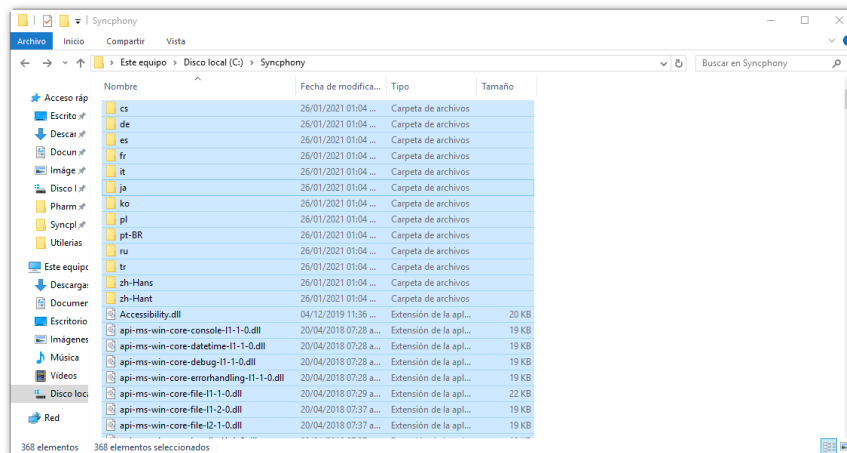 Syncphony
Archivo Inicio Compartir Vista
Este equipo > Disco local (C:) > Syncphony
Buscar en Syncphony
Nombre Fecha de modifica... Tipo Tamaño
Acceso ráp
Escrito
Descar
Docun
Imáge
Disco l
Pharm
Syncpl
Utilerias
Este equipo
Descargas
Documer
Escritorio
Imágenes
Música
Vídeos
Disco loca
Red
cs 26/01/2021 01:04 ... Carpeta de archivos
de 26/01/2021 01:04 ... Carpeta de archivos
es 26/01/2021 01:04 ... Carpeta de archivos
fr 26/01/2021 01:04 ... Carpeta de archivos
it 26/01/2021 01:04 ... Carpeta de archivos
ja 26/01/2021 01:04 ... Carpeta de archivos
ko 26/01/2021 01:04 ... Carpeta de archivos
pl 26/01/2021 01:04 ... Carpeta de archivos
pt-BR 26/01/2021 01:04 ... Carpeta de archivos
ru 26/01/2021 01:04 ... Carpeta de archivos
tr 26/01/2021 01:04 ... Carpeta de archivos
zh-Hans 26/01/2021 01:04 ... Carpeta de archivos
zh-Hant 26/01/2021 01:04 ... Carpeta de archivos
Accessibility.dll 04/12/2019 11:36 ... Extensión de la apl... 20 KB
api-ms-win-core-console-l1-1-0.dll 20/04/2018 07:28 a... Extensión de la apl... 19 KB
api-ms-win-core-datetime-l1-1-0.dll 20/04/2018 07:28 a... Extensión de la apl... 19 KB
api-ms-win-core-debug-l1-1-0.dll 20/04/2018 07:28 a... Extensión de la apl... 19 KB
api-ms-win-core-errorhandling-l1-1-0.dll 20/04/2018 07:28 a... Extensión de la apl... 19 KB
api-ms-win-core-file-l1-1-0.dll 20/04/2018 07:29 a... Extensión de la apl... 22 KB
api-ms-win-core-file-l1-2-0.dll 20/04/2018 07:37 a... Extensión de la apl... 19 KB
api-ms-win-core-file-l2-1-0.dll 20/04/2018 07:37 a... Extensión de la apl... 19 KB
368 elementos 368 elementos seleccionados